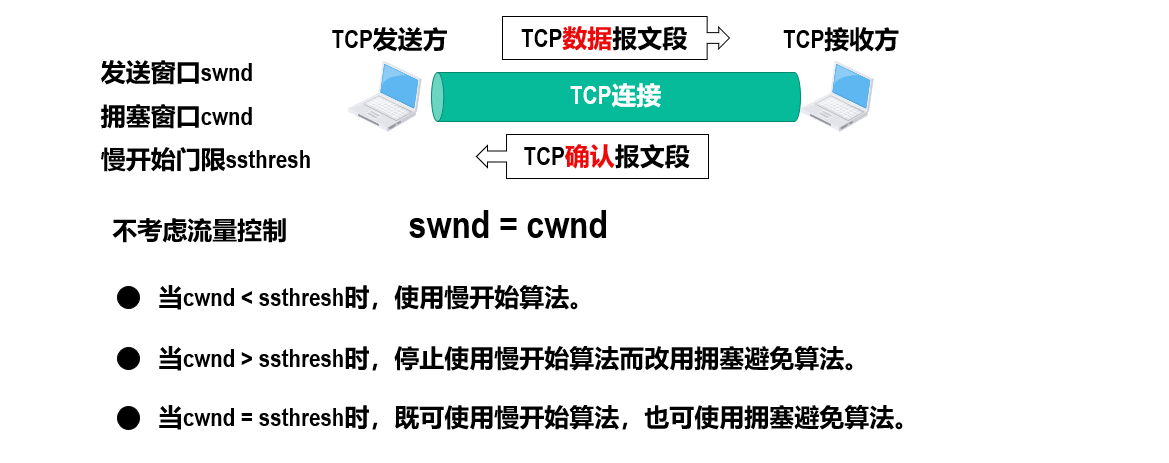 TCP发送方
TCP数据报文段
TCP接收方
发送窗口swnd
拥塞窗口cwnd
慢开始门限ssthresh
TCP连接
TCP确认报文段
不考虑流量控制
swnd = cwnd
● 当cwnd < ssthresh时，使用慢开始算法。
● 当cwnd > ssthresh时，停止使用慢开始算法而改用拥塞避免算法。
● 当cwnd = ssthresh时，既可使用慢开始算法，也可使用拥塞避免算法。